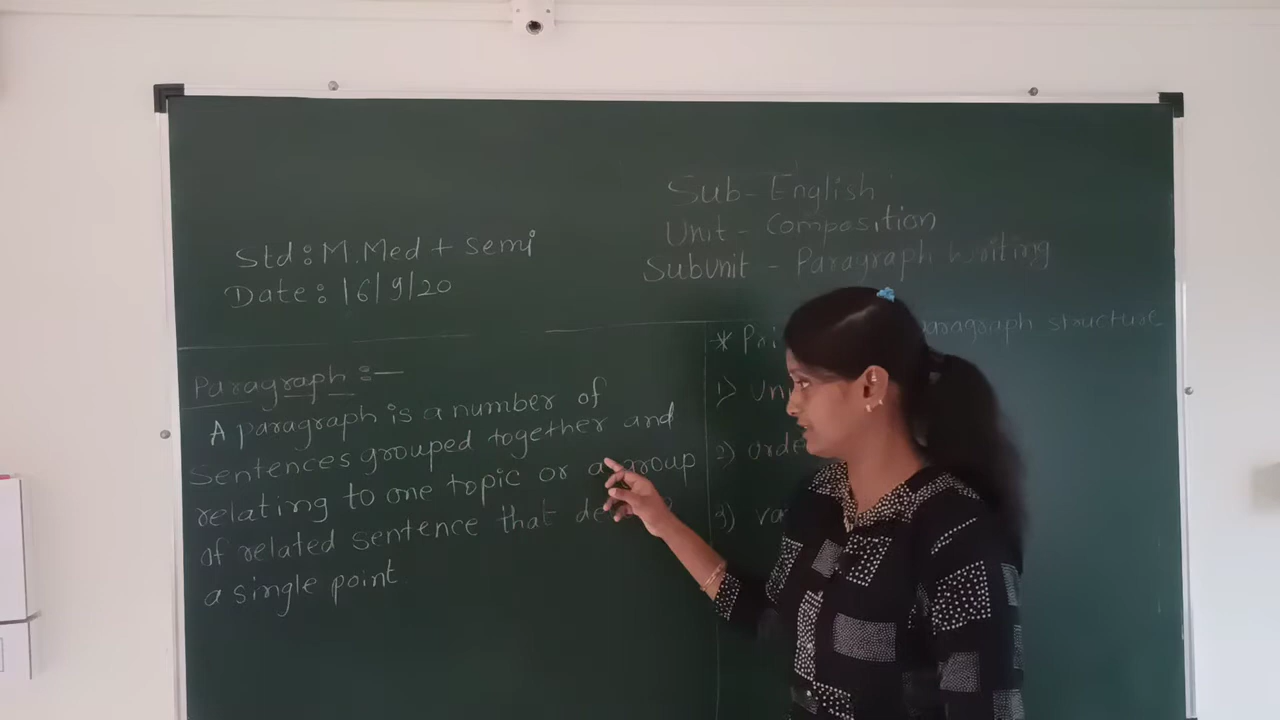 Sub- English
Unit - Composition
Subunit - Paragraph Writing
Std: M.Med + Semi
Date: 16/9/20
Paragraph :-
A paragraph is a number of
sentences grouped together and
relating to one topic or a group
of related sentence that
a single point
* paragraph structure
1)
2)
3)